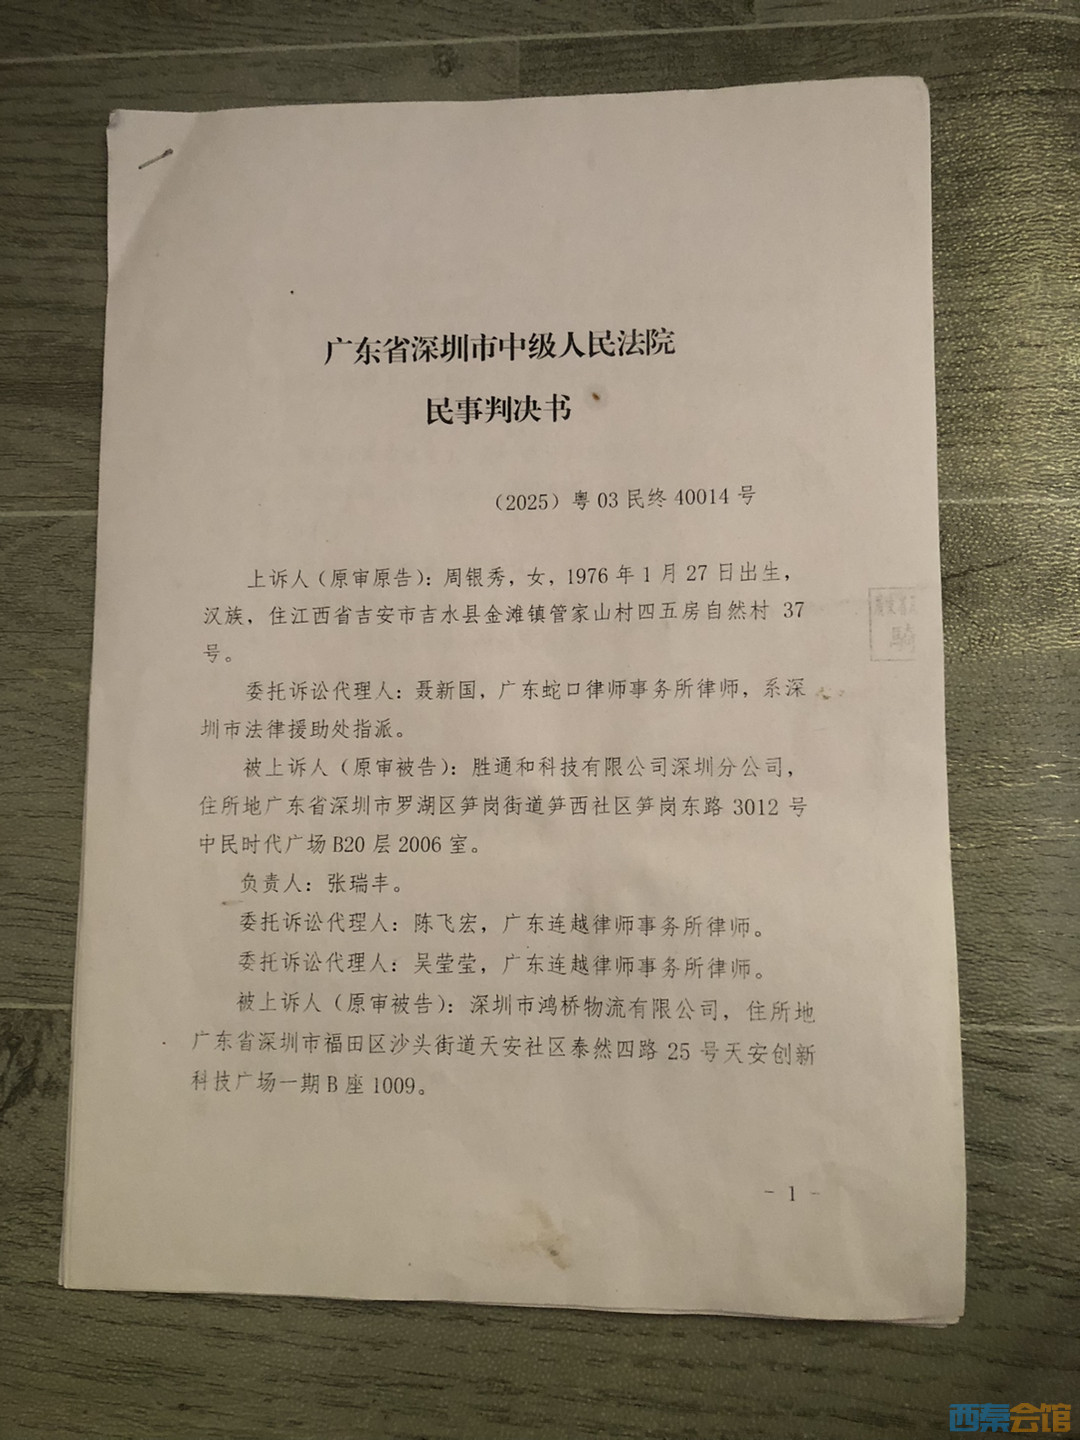 广东省深圳市中级人民法院
民事判决书
（2025）粤03民终40014号
上诉人（原审原告）：周银秀，女，1976年1月27日出生，
汉族，住江西省吉安市吉水县金滩镇管家山村四五房自然村 37
号。
委托诉讼代理人：聂新国，广东蛇口律师事务所律师，系深
圳市法律援助处指派。
被上诉人（原审被告）：胜通和科技有限公司深圳分公司，
住所地广东省深圳市罗湖区笋岗街道笋西社区笋岗东路 3012 号
中民时代广场B20层2006室。
负责人：张瑞丰。
委托诉讼代理人：陈飞宏，广东连越律师事务所律师。
委托诉讼代理人：吴莹莹，广东连越律师事务所律师。
被上诉人（原审被告）：深圳市鸿桥物流有限公司，住所地
广东省深圳市福田区沙头街道天安社区泰然四路 25 号天安创新
科技广场一期B座1009。
- 1 -
西秦会馆